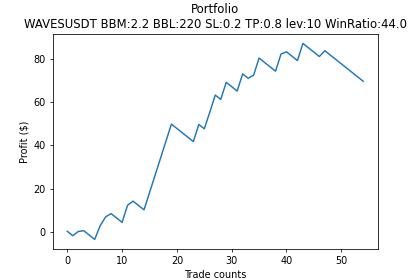 Portfolio
WAVESUSDT BBM:2.2 BBL:220 SL:0.2 TP:0.8 lev:10 WinRatio:44.0
80
60
40
20
0
Profit ($)
0 10 20 30 40 50
Trade counts